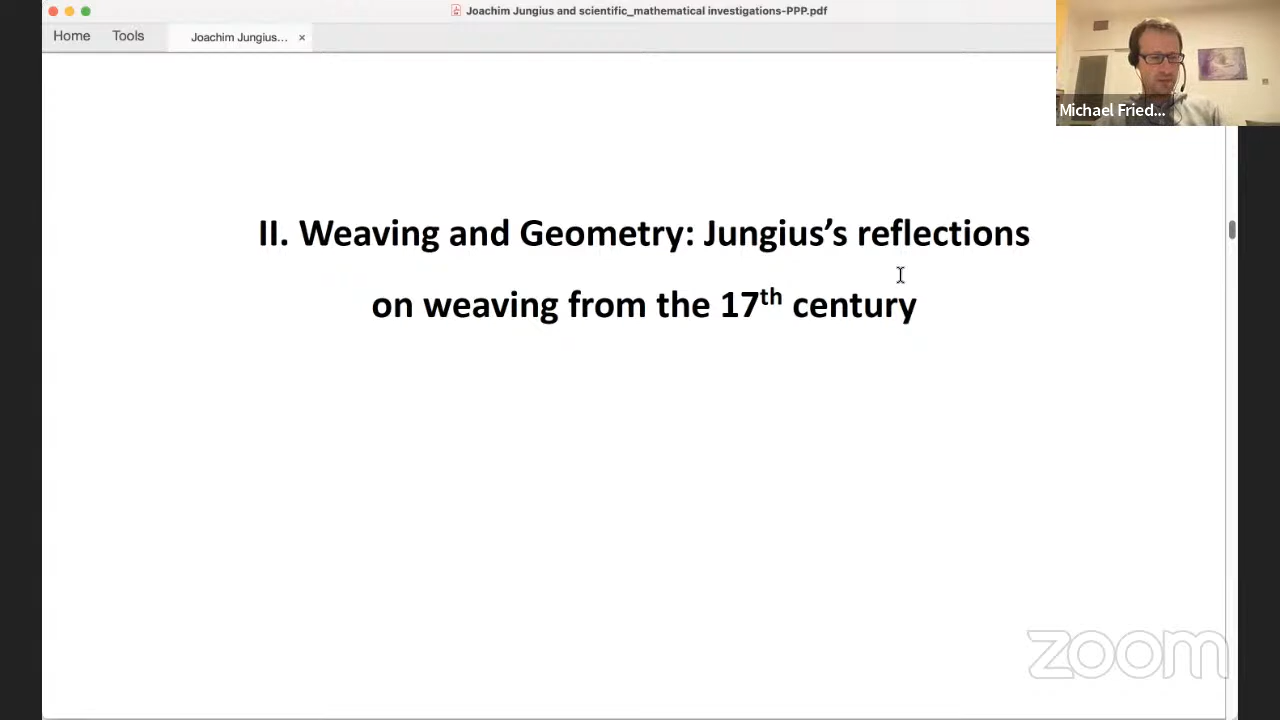 Joachim Jungius and scientific_mathematical investigations-PPP.pdf
Home Tools Joachim Jungius... ×
Michael Fried...
II. Weaving and Geometry: Jungius’s reflections
on weaving from the 17th century
zoom